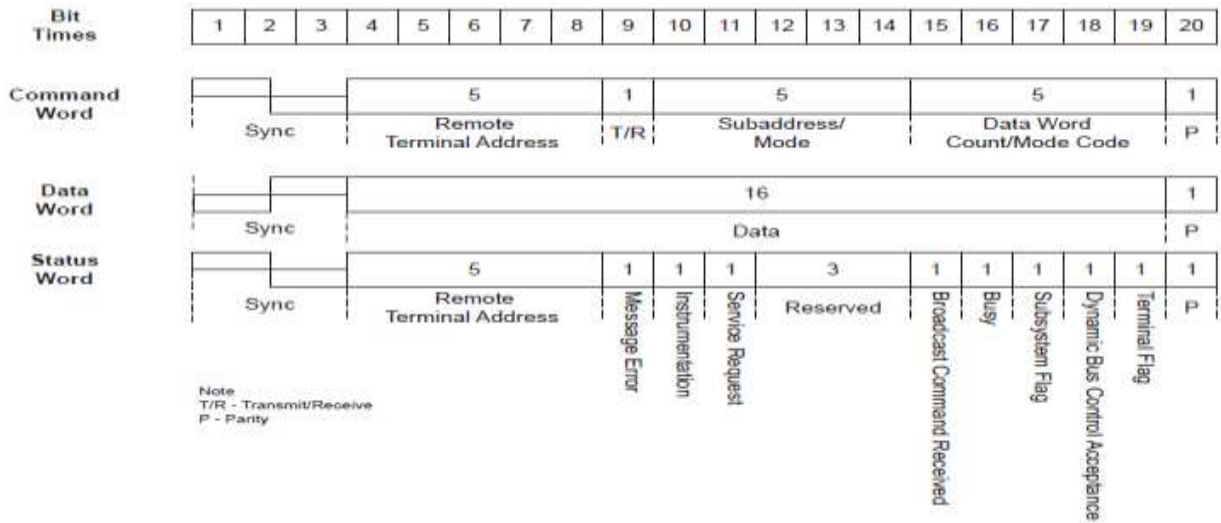 Bit Times 1 2 3 4 5 6 7 8 9 10 11 12 13 14 15 16 17 18 19 20
Command Word 5 1 5 5 1
Sync Remote Terminal Address T/R Subaddress/ Mode Data Word Count/Mode Code P
Data Word 16 1
Sync Data P
Status Word 5 1 1 1 3 1 1 1 1 1 1
Sync Remote Terminal Address Message Error Instrumentation Service Request Reserved Broadcast Command Received Busy Subsystem Flag Dynamic Bus Control Acceptance Terminal Flag P
Note
T/R - Transmit/Receive
P - Parity